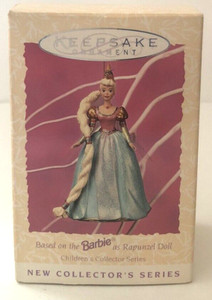 KEEPSAKE
ORNAMENT
Based on the Barbie as Rapunzel Doll
Children's Collector Series
NEW COLLECTOR'S SERIES